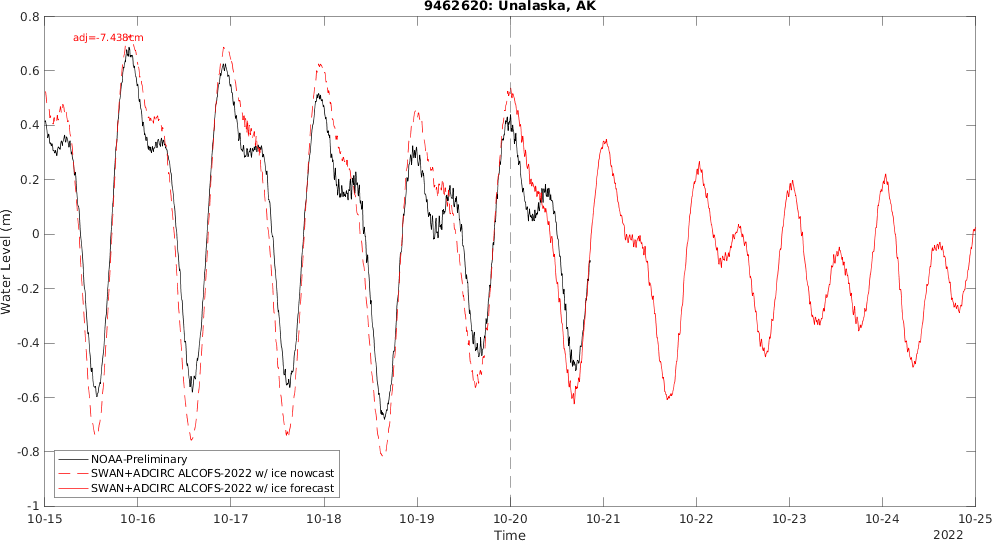 9462620: Unalaska, AK
adj=-7.438cm
Water Level (m)
0.8
0.6
0.4
0.2
0
-0.2
-0.4
-0.6
-0.8
-1
NOAA-Preliminary
SWAN+ADCIRC ALCOFS-2022 w/ ice nowcast
SWAN+ADCIRC ALCOFS-2022 w/ ice forecast
10-15 10-16 10-17 10-18 10-19 10-20 10-21 10-22 10-23 10-24 10-25
Time
2022